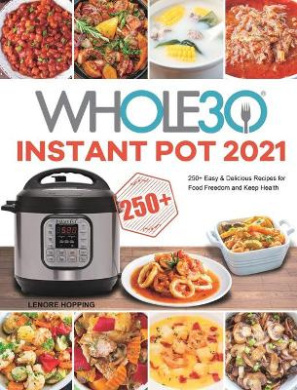 WHOLE30®
INSTANT POT 2021
250+ Easy & Delicious Recipes for
Food Freedom and Keep Health
250+
LENORE HOPPING